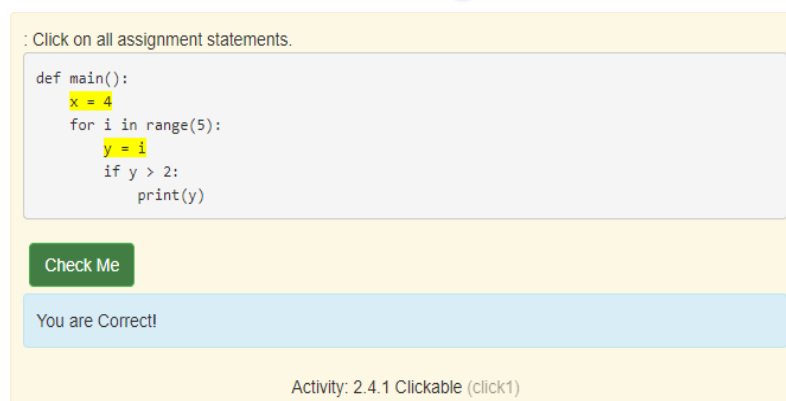 : Click on all assignment statements.
def main():
    x = 4
    for i in range(5):
        y = i
        if y > 2:
            print(y)
Check Me
You are Correct!
Activity: 2.4.1 Clickable (click1)